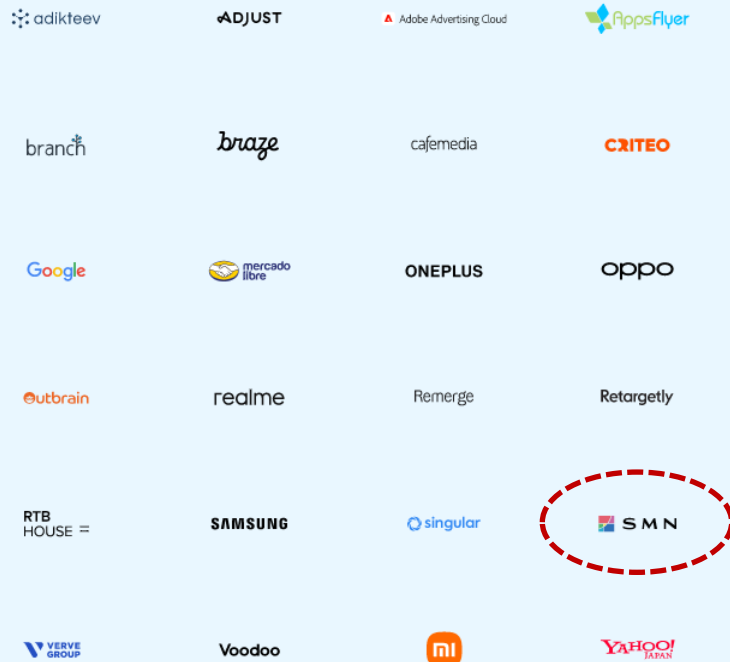 adikteev
ADJUST
Adobe Advertising Cloud
AppsFlyer
branch
braze
cafemedia
CRITEO
Google
mercado
libre
ONEPLUS
oppo
Outbrain
realme
Remerge
Retargetly
RTB
HOUSE
SAMSUNG
singular
SMN
VERVE
GROUP
Voodoo
mi
YAHOO!
JAPAN